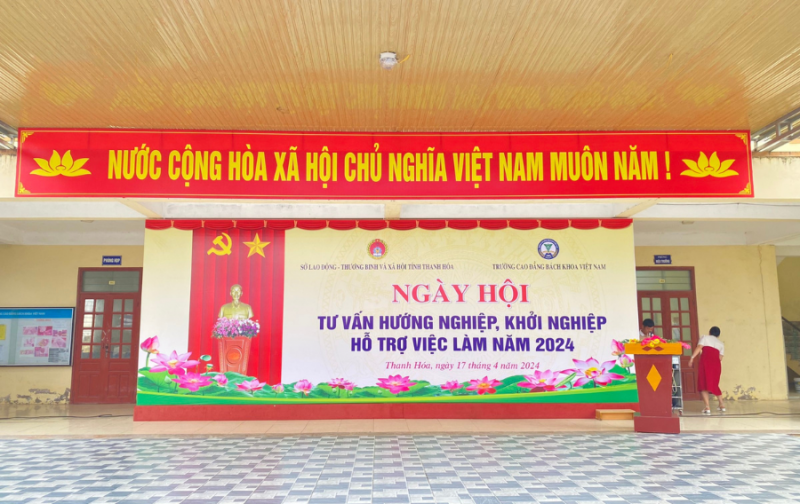 NƯỚC CỘNG HÒA XÃ HỘI CHỦ NGHĨA VIỆT NAM MUÔN NĂM !
PHÒNG HỌP
SỞ LAO ĐỘNG - THƯƠNG BINH VÀ XÃ HỘI TỈNH THANH HÓA
TRƯỜNG CAO ĐẲNG BÁCH KHOA VIỆT NAM
NGÀY HỘI
TƯ VẤN HƯỚNG NGHIỆP, KHỞI NGHIỆP
HỖ TRỢ VIỆC LÀM NĂM 2024
Thanh Hóa, ngày 17 tháng 4 năm 2024